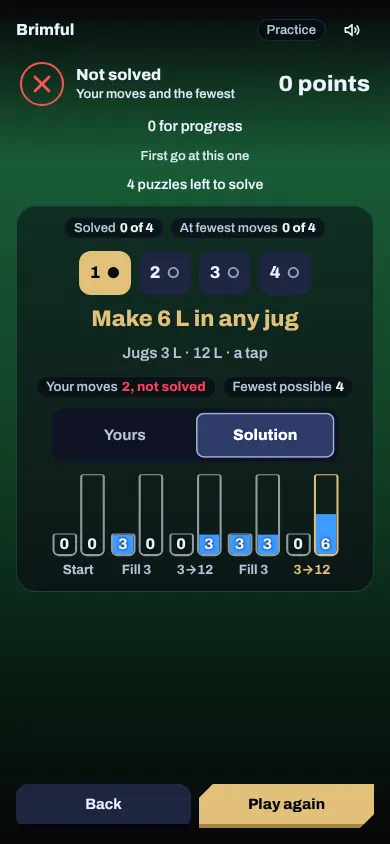 Brimful
Practice
Not solved
Your moves and the fewest
0 points
0 for progress
First go at this one
4 puzzles left to solve
Solved 0 of 4
At fewest moves 0 of 4
1
2
3
4
Make 6 L in any jug
Jugs 3 L · 12 L · a tap
Your moves 2, not solved
Fewest possible 4
Yours
Solution
0 0 3 0 0 3 3 3 0 6
Start Fill 3 3→12 Fill 3 3→12
Back
Play again